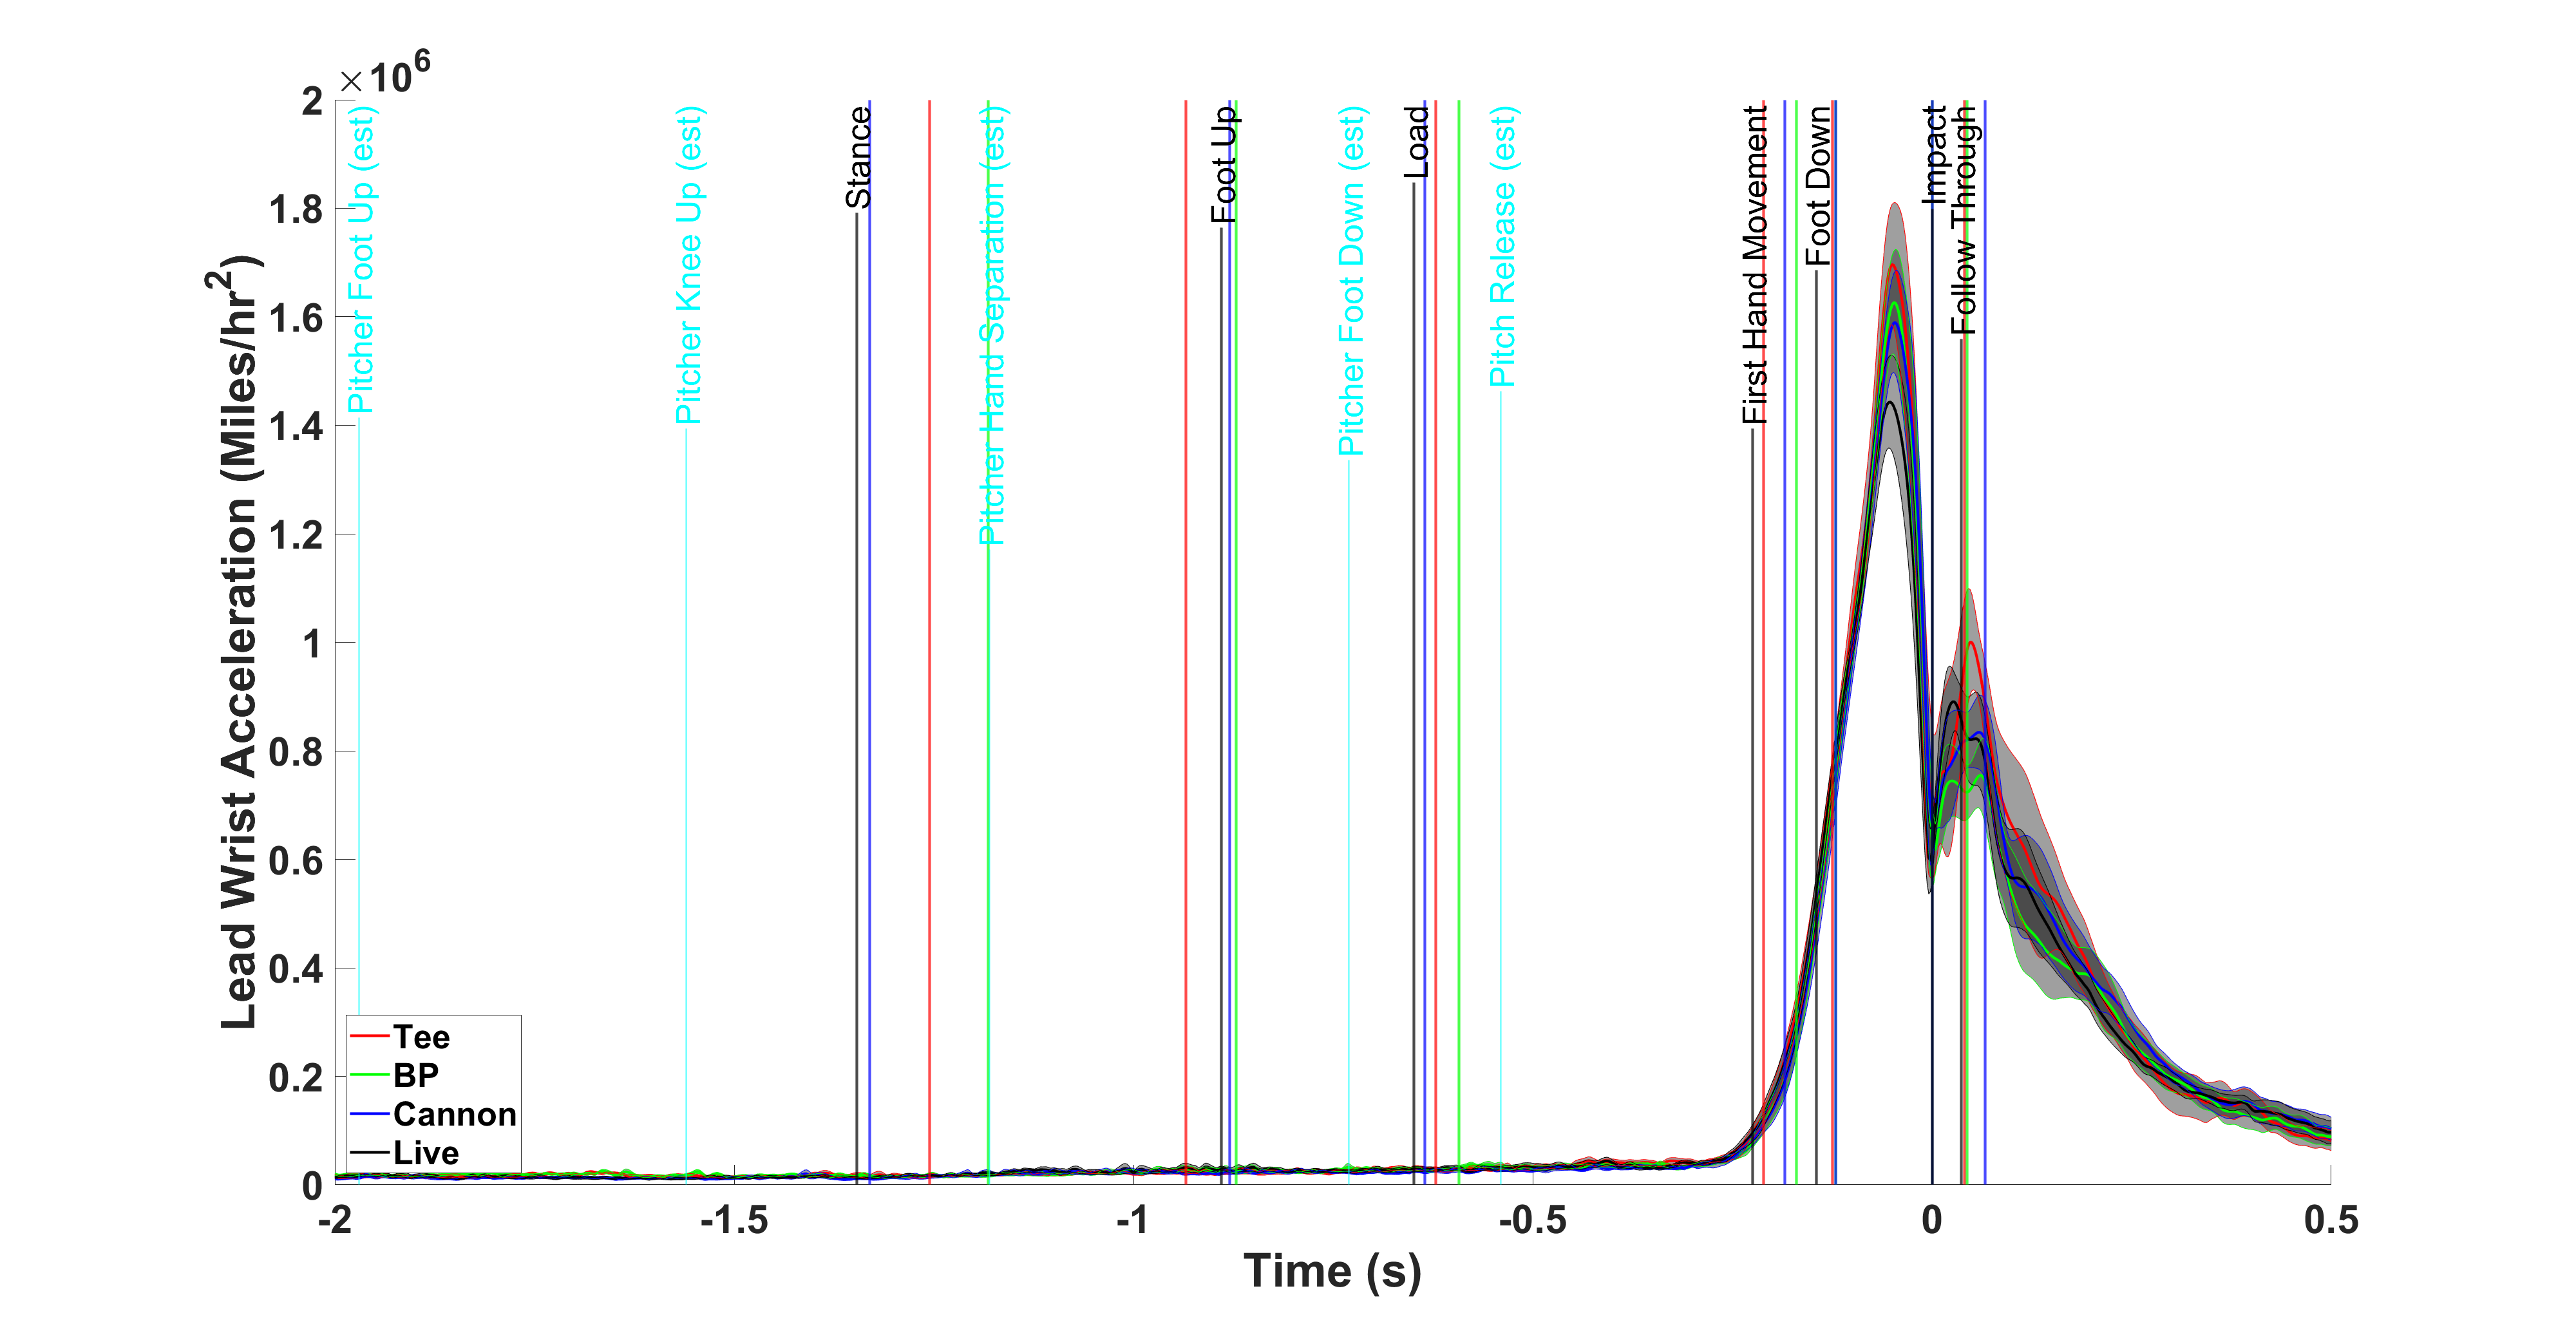 ×10^6
2
1.8
1.6
1.4
1.2
1
0.8
0.6
0.4
0.2
0
Lead Wrist Acceleration (Miles/hr^2)
Pitcher Foot Up (est)
Pitcher Knee Up (est)
Stance
Pitcher Hand Separation (est)
Foot Up
Pitcher Foot Down (est)
Load
Pitch Release (est)
First Hand Movement
Foot Down
Impact
Follow Through
Tee
BP
Cannon
Live
-2
-1.5
-1
-0.5
0
0.5
Time (s)